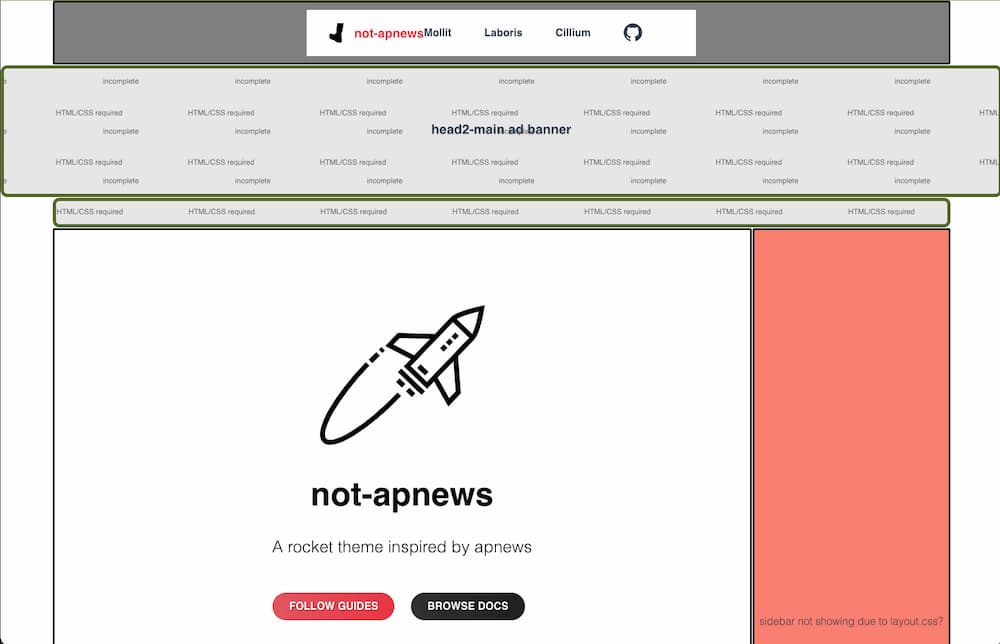 not-apnews Mollit Laboris Cillium
incomplete incomplete incomplete incomplete incomplete incomplete incomplete
HTML/CSS required HTML/CSS required HTML/CSS required HTML/CSS required HTML/CSS required HTML/CSS required HTML/CSS required HTML
head2-main ad banner
incomplete incomplete incomplete incomplete incomplete incomplete incomplete
HTML/CSS required HTML/CSS required HTML/CSS required HTML/CSS required HTML/CSS required HTML/CSS required HTML/CSS required HTML
incomplete incomplete incomplete incomplete incomplete incomplete incomplete
HTML/CSS required HTML/CSS required HTML/CSS required HTML/CSS required HTML/CSS required HTML/CSS required HTML/CSS required
not-apnews
A rocket theme inspired by apnews
FOLLOW GUIDES BROWSE DOCS
sidebar not showing due to layout.css?